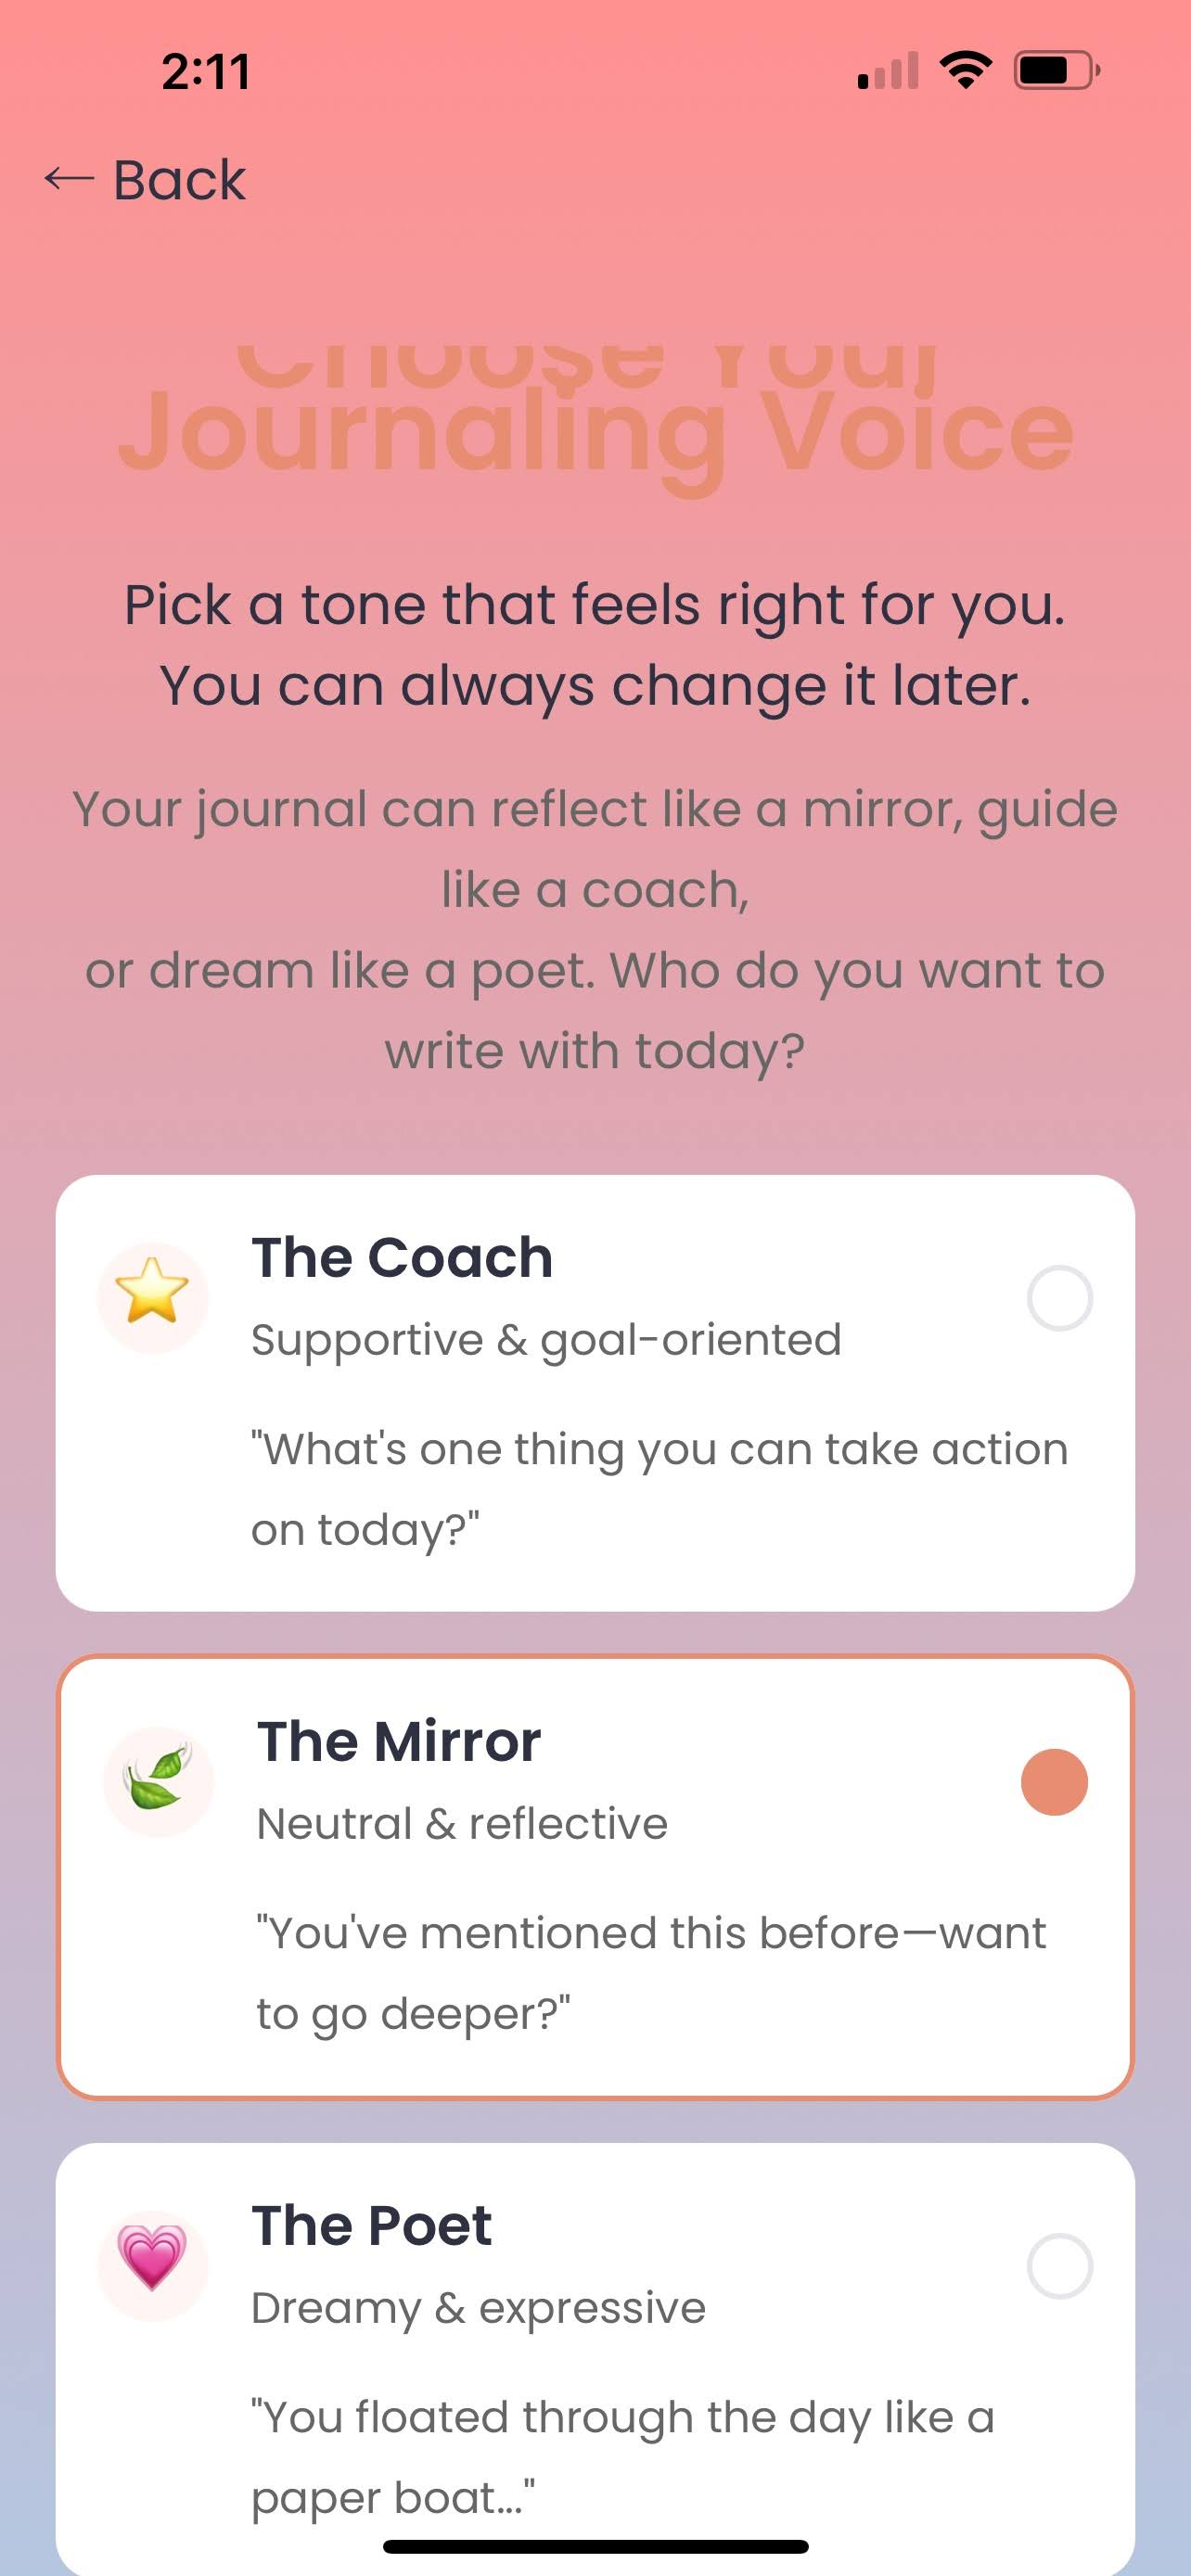 2:11
← Back
Choose Your
Journaling Voice
Pick a tone that feels right for you.
You can always change it later.
Your journal can reflect like a mirror, guide
like a coach,
or dream like a poet. Who do you want to
write with today?
The Coach
Supportive & goal-oriented
"What's one thing you can take action
on today?"
The Mirror
Neutral & reflective
"You've mentioned this before—want
to go deeper?"
The Poet
Dreamy & expressive
"You floated through the day like a
paper boat..."